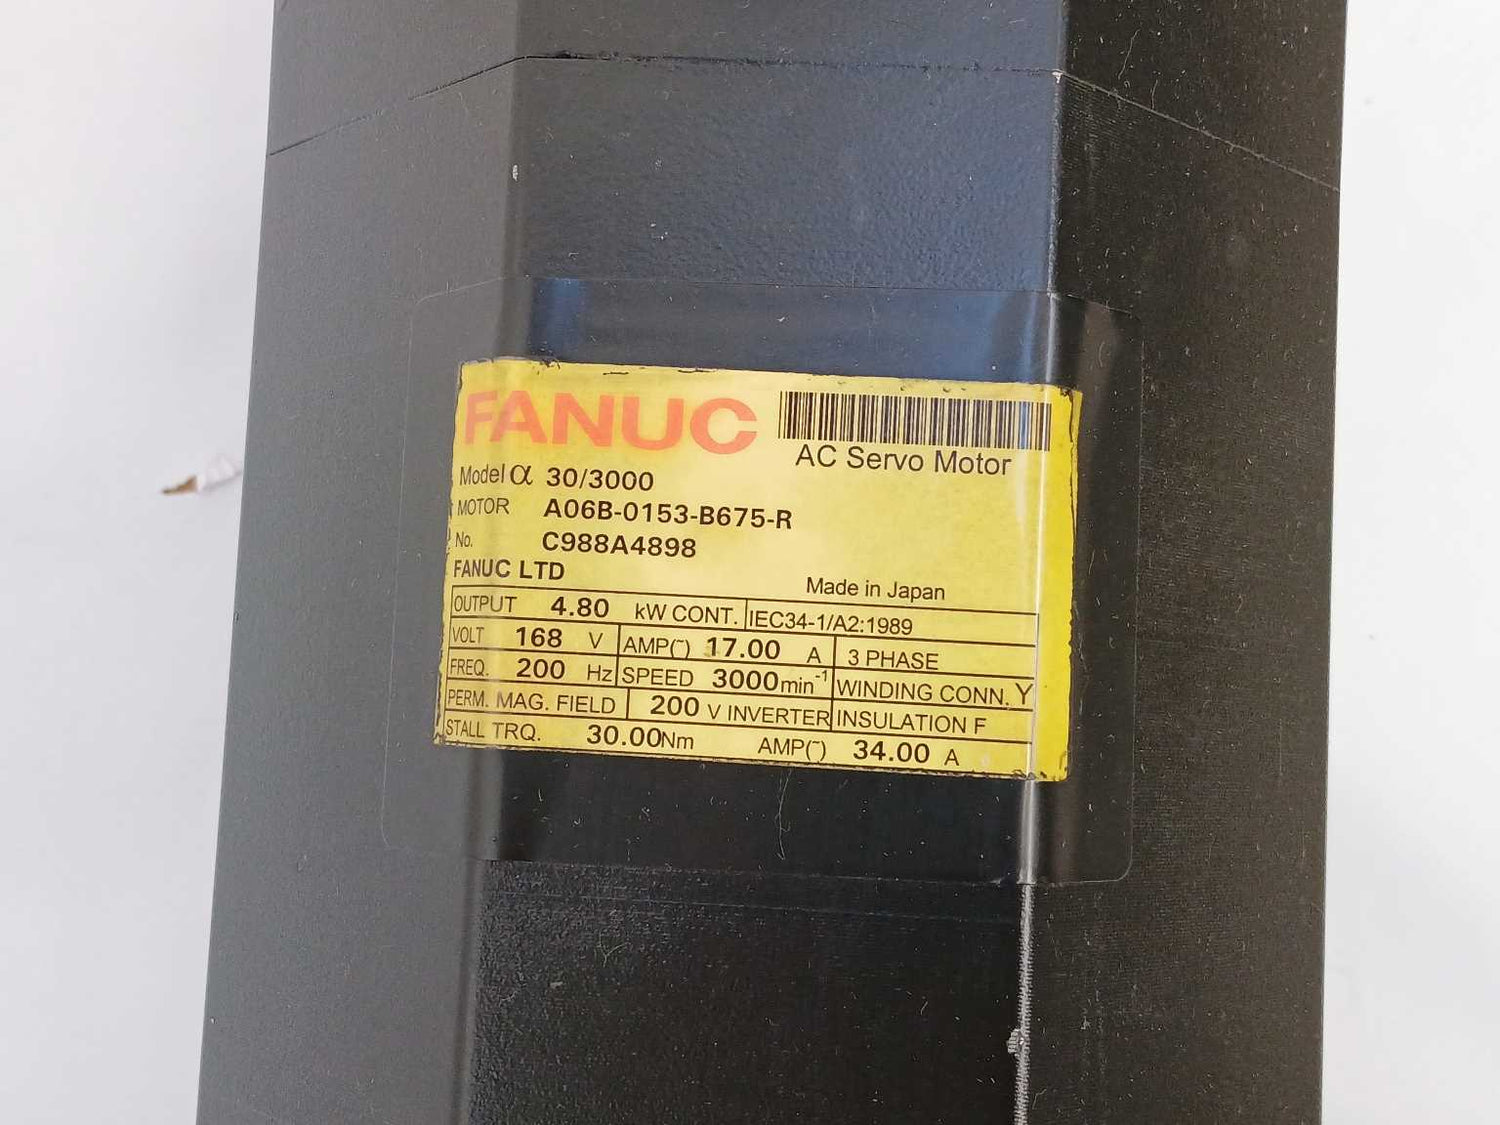 FANUC
AC Servo Motor
Model α 30/3000
MOTOR A06B-0153-B675-R
No. C988A4898
FANUC LTD
Made in Japan
OUTPUT 4.80 kW CONT. IEC34-1/A2:1989
VOLT 168 V AMP(~) 17.00 A 3 PHASE
FREQ. 200 Hz SPEED 3000min⁻¹ WINDING CONN. Y
PERM. MAG. FIELD 200 V INVERTER INSULATION F
STALL TRQ. 30.00Nm AMP(~) 34.00 A